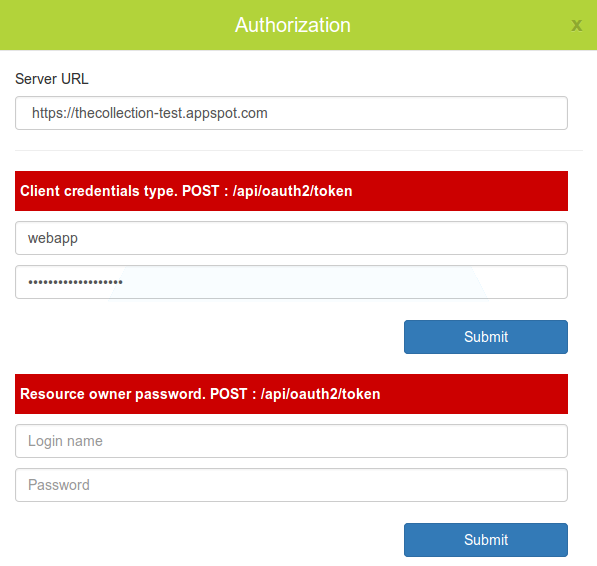 Authorization
x
Server URL
https://thecollection-test.appspot.com
Client credentials type. POST : /api/oauth2/token
webapp
•••••••••••••••••••
Submit
Resource owner password. POST : /api/oauth2/token
Login name
Password
Submit